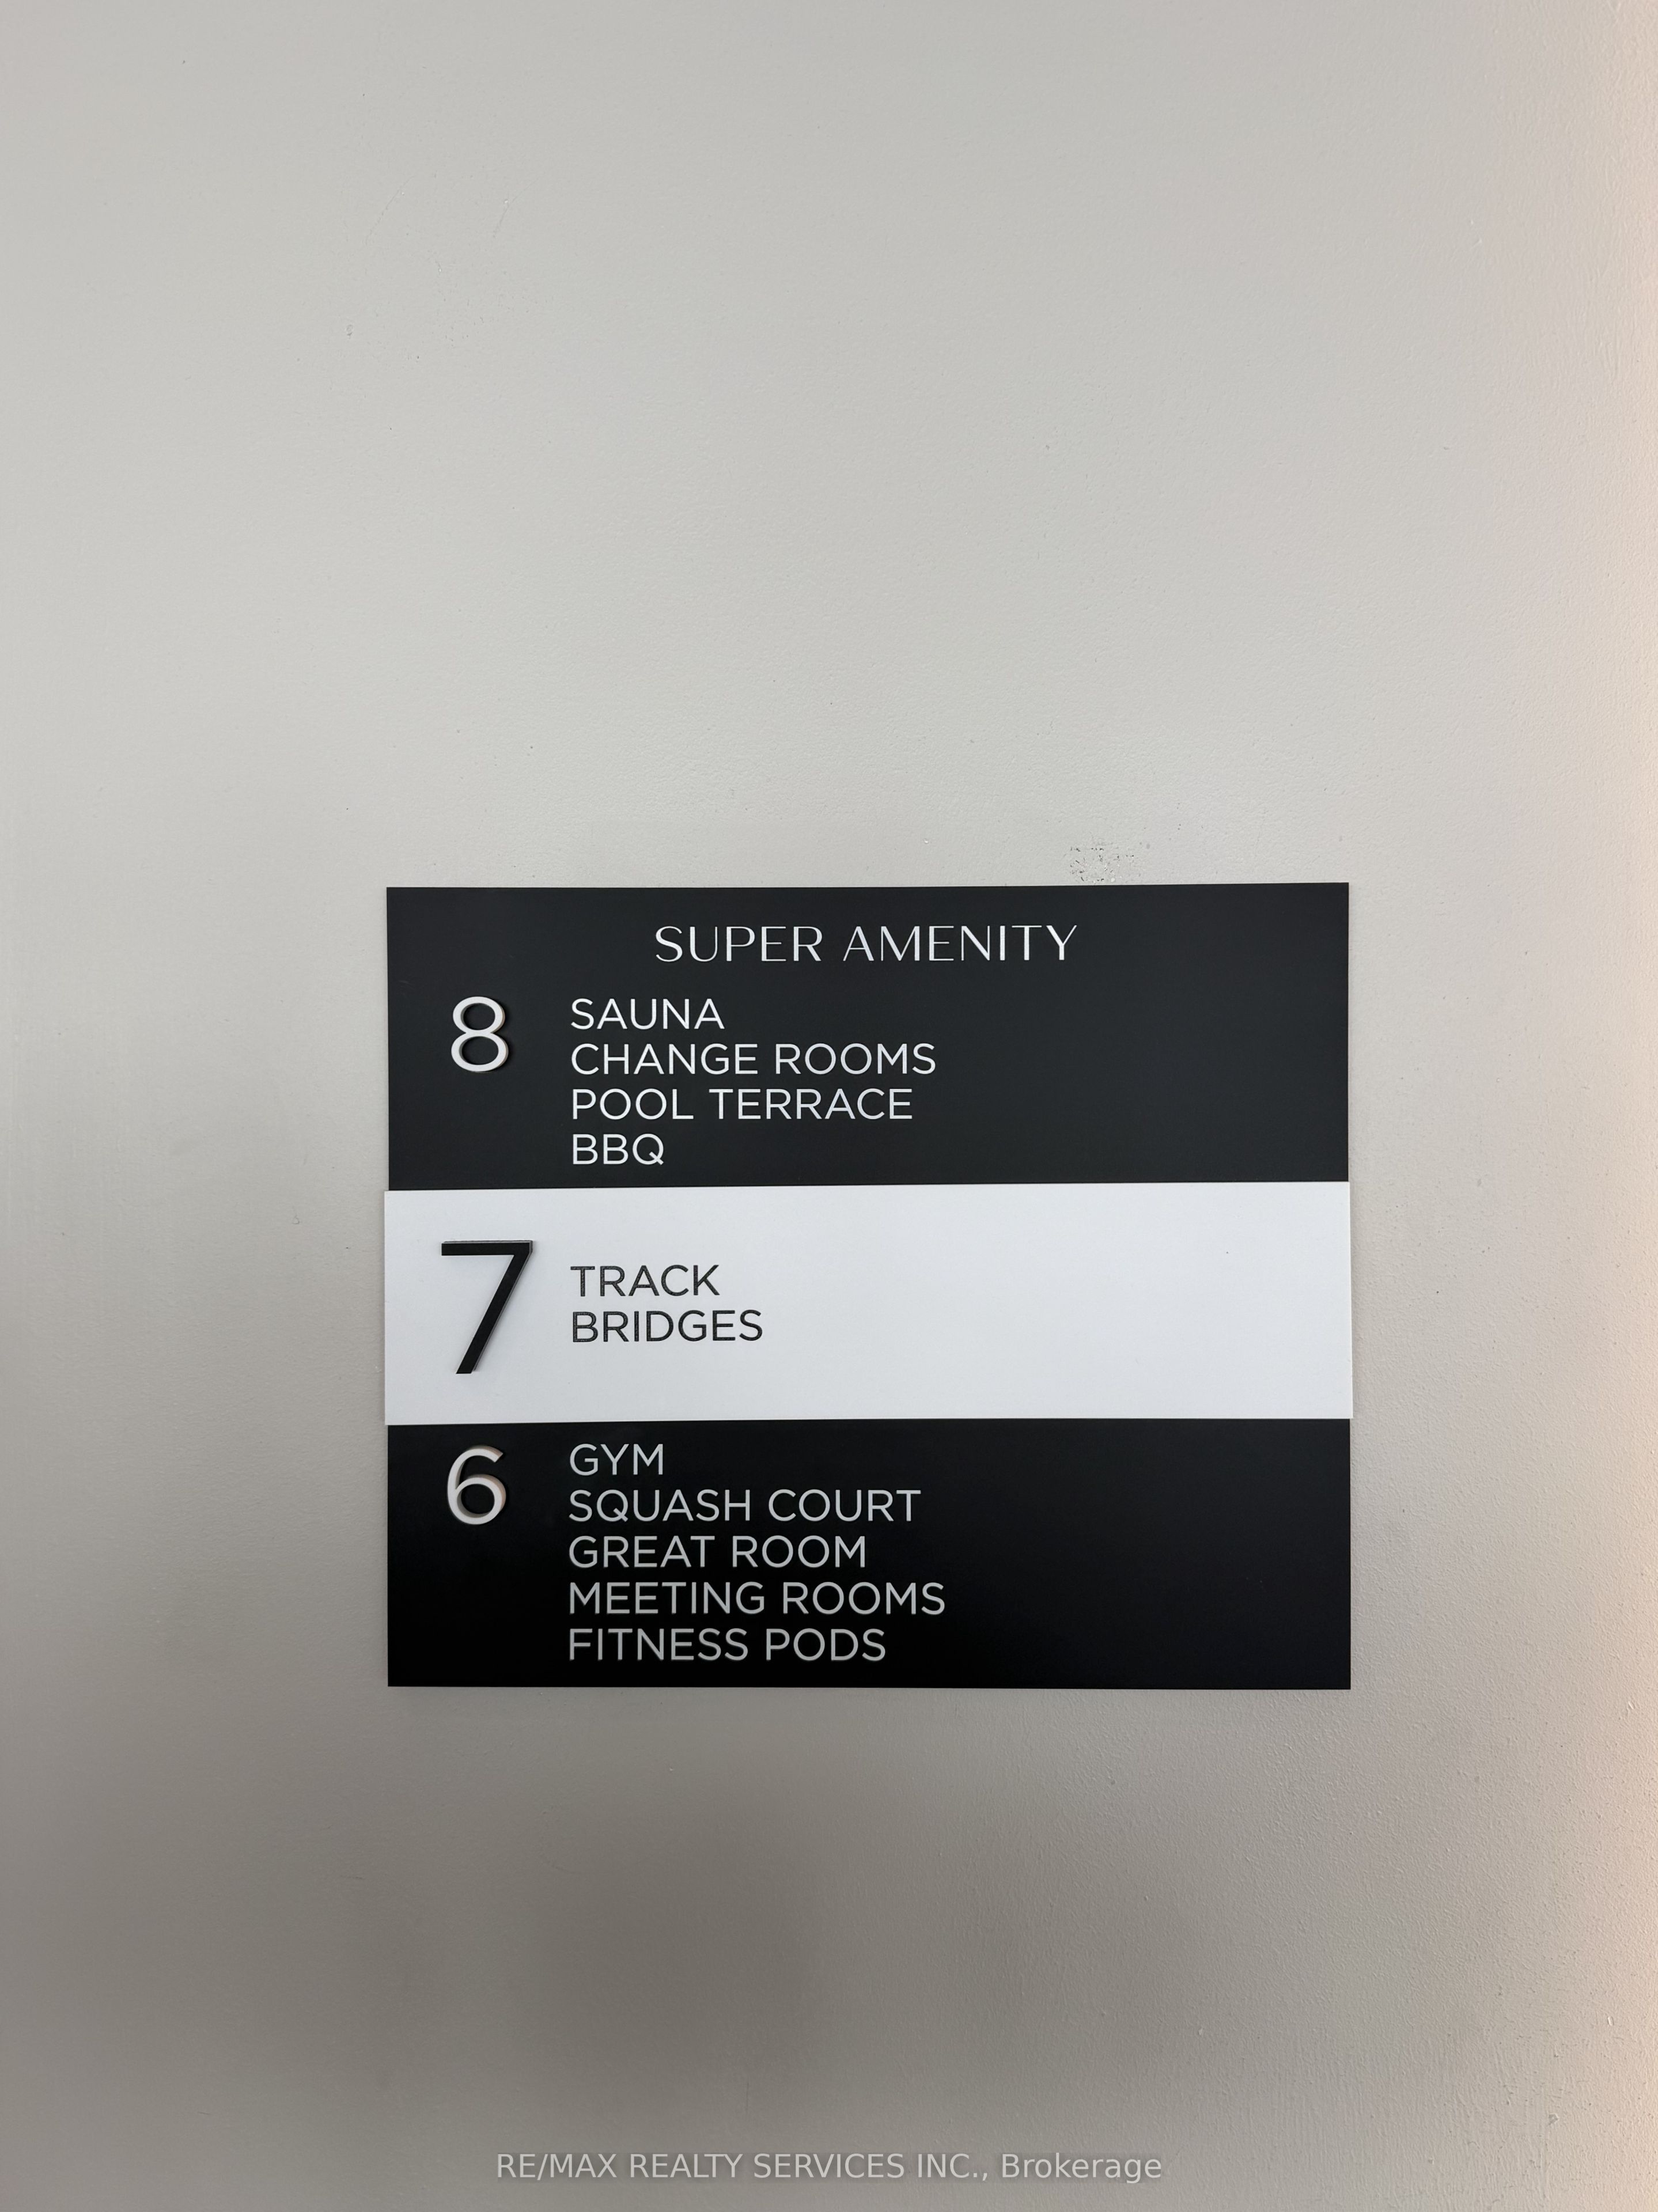 SUPER AMENITY
8
SAUNA
CHANGE ROOMS
POOL TERRACE
BBQ
7
TRACK
BRIDGES
6
GYM
SQUASH COURT
GREAT ROOM
MEETING ROOMS
FITNESS PODS
RE/MAX REALTY SERVICES INC., Brokerage